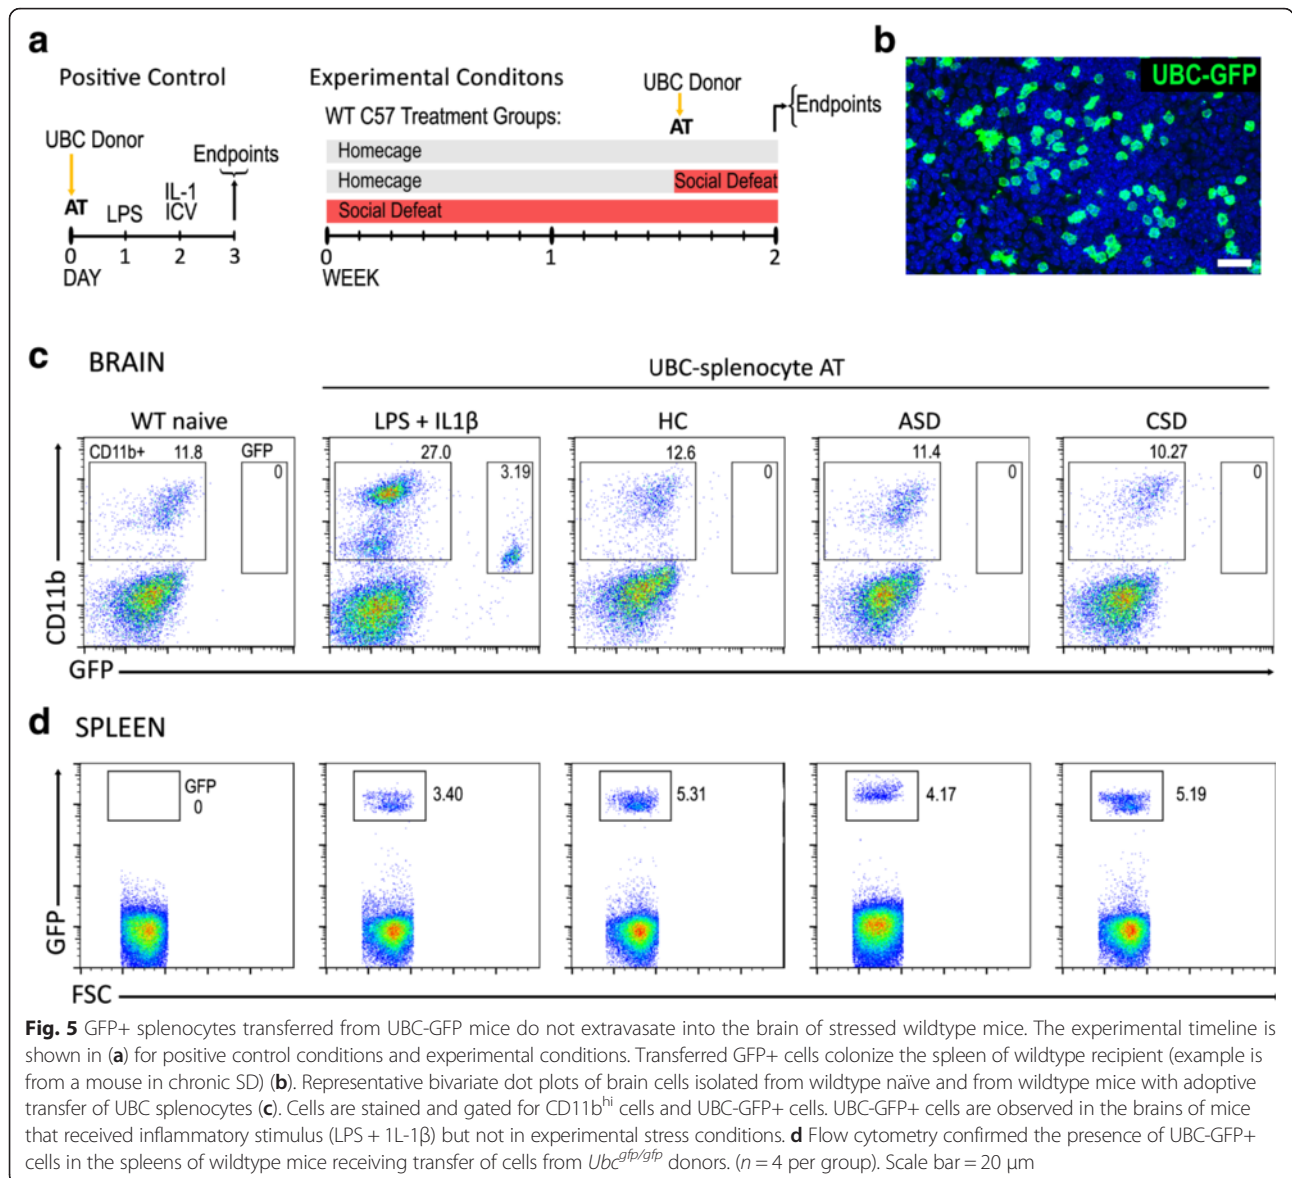 a
Positive Control
UBC Donor
AT
LPS
IL-1
ICV
Endpoints
0 1 2 3
DAY
Experimental Conditons
WT C57 Treatment Groups:
UBC Donor
AT
Endpoints
Homecage
Homecage
Social Defeat
Social Defeat
0 1 2
WEEK
b
UBC-GFP
c BRAIN
UBC-splenocyte AT
WT naive LPS + IL1β HC ASD CSD
CD11b+ 11.8 GFP 0
27.0 3.19
12.6 0
11.4 0
10.27 0
CD11b
GFP
d SPLEEN
GFP
0
3.40
5.31
4.17
5.19
GFP
FSC
Fig. 5 GFP+ splenocytes transferred from UBC-GFP mice do not extravasate into the brain of stressed wildtype mice. The experimental timeline is
shown in (a) for positive control conditions and experimental conditions. Transferred GFP+ cells colonize the spleen of wildtype recipient (example is
from a mouse in chronic SD) (b). Representative bivariate dot plots of brain cells isolated from wildtype naïve and from wildtype mice with adoptive
transfer of UBC splenocytes (c). Cells are stained and gated for CD11bhi cells and UBC-GFP+ cells. UBC-GFP+ cells are observed in the brains of mice
that received inflammatory stimulus (LPS + 1L-1β) but not in experimental stress conditions. d Flow cytometry confirmed the presence of UBC-GFP+
cells in the spleens of wildtype mice receiving transfer of cells from Ubcgfp/gfp donors. (n = 4 per group). Scale bar = 20 μm